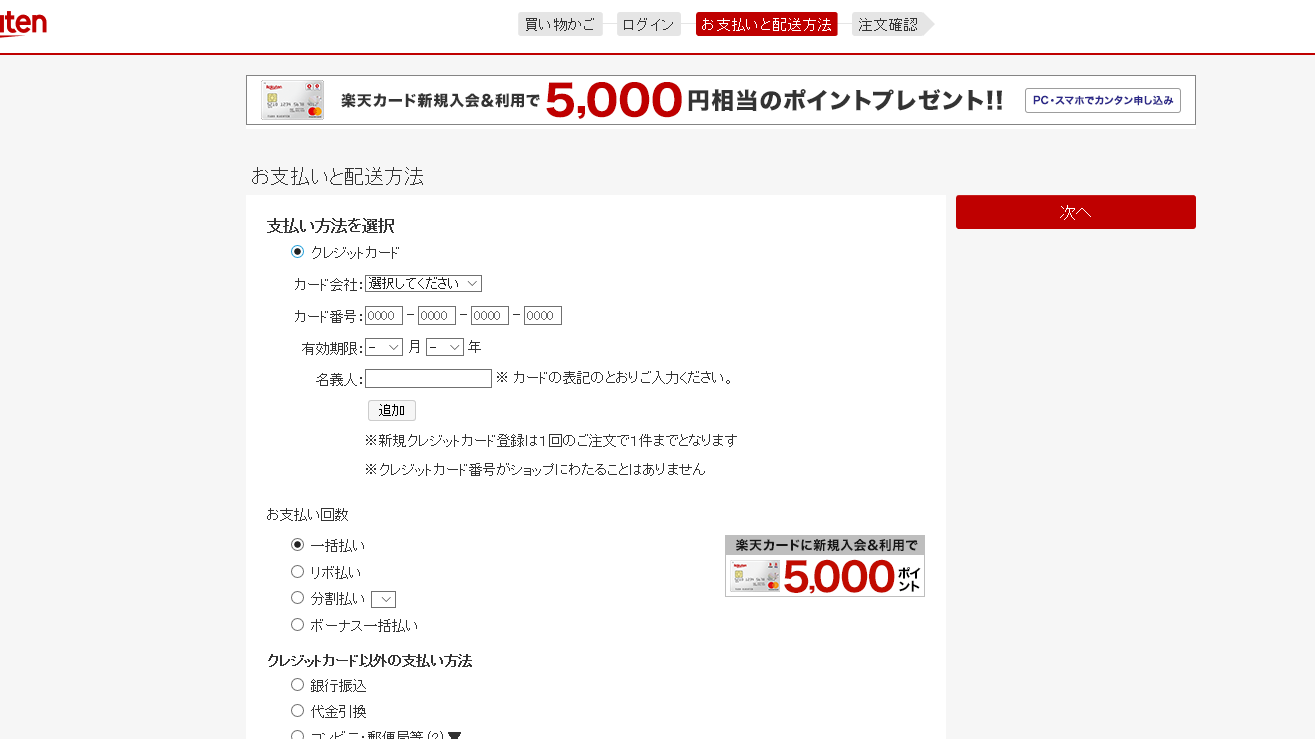 uten
買い物かご ログイン お支払いと配送方法 注文確認
Rakuten
楽天カード新規入会&利用で5,000円相当のポイントプレゼント!! PC・スマホでカンタン申し込み
お支払いと配送方法
次へ
支払い方法を選択
クレジットカード
カード会社: 選択してください
カード番号: 0000 - 0000 - 0000 - 0000
有効期限: - 月 - 年
名義人: ※ カードの表記のとおりご入力ください。
追加
※新規クレジットカード登録は1回のご注文で1件までとなります
※クレジットカード番号がショップにわたることはありません
お支払い回数
一括払い
リボ払い
分割払い
ボーナス一括払い
楽天カードに新規入会&利用で
5,000ポイント
クレジットカード以外の支払い方法
銀行振込
代金引換
コンビニ・郵便局等(2)▼